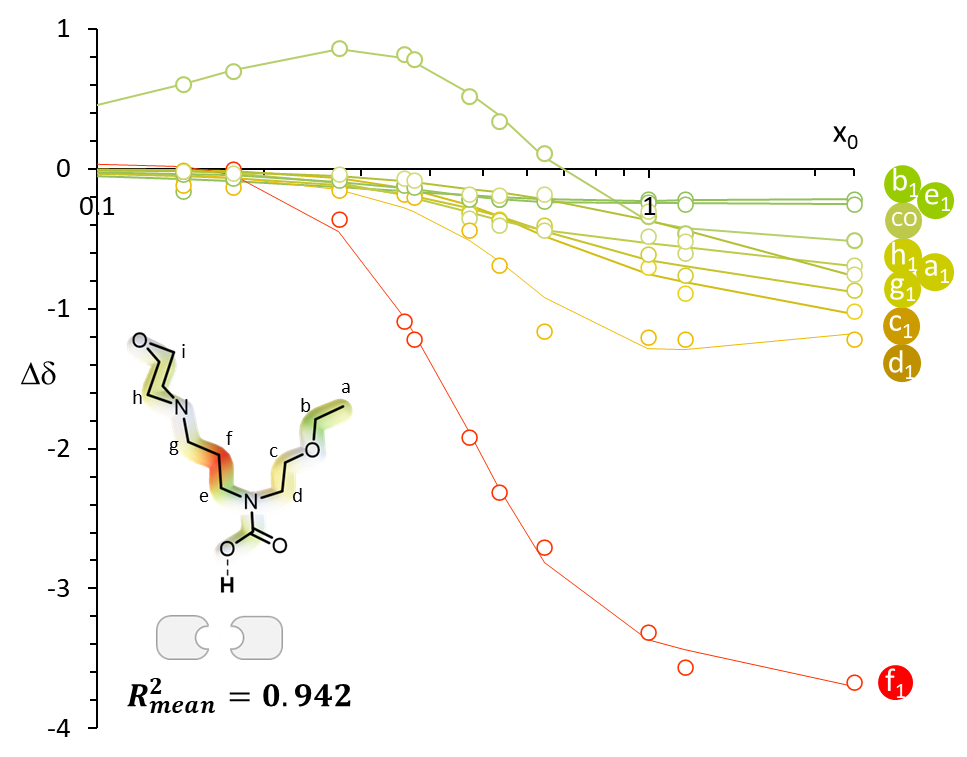 1
x₀
0
0.1
1
b₁
e₁
co
h₁
a₁
g₁
c₁
d₁
-1
Δδ
O
i
h
N
a
b
g
f
c
O
e
N
d
-2
O
O
H
-3
R²mean = 0.942
f₁
-4